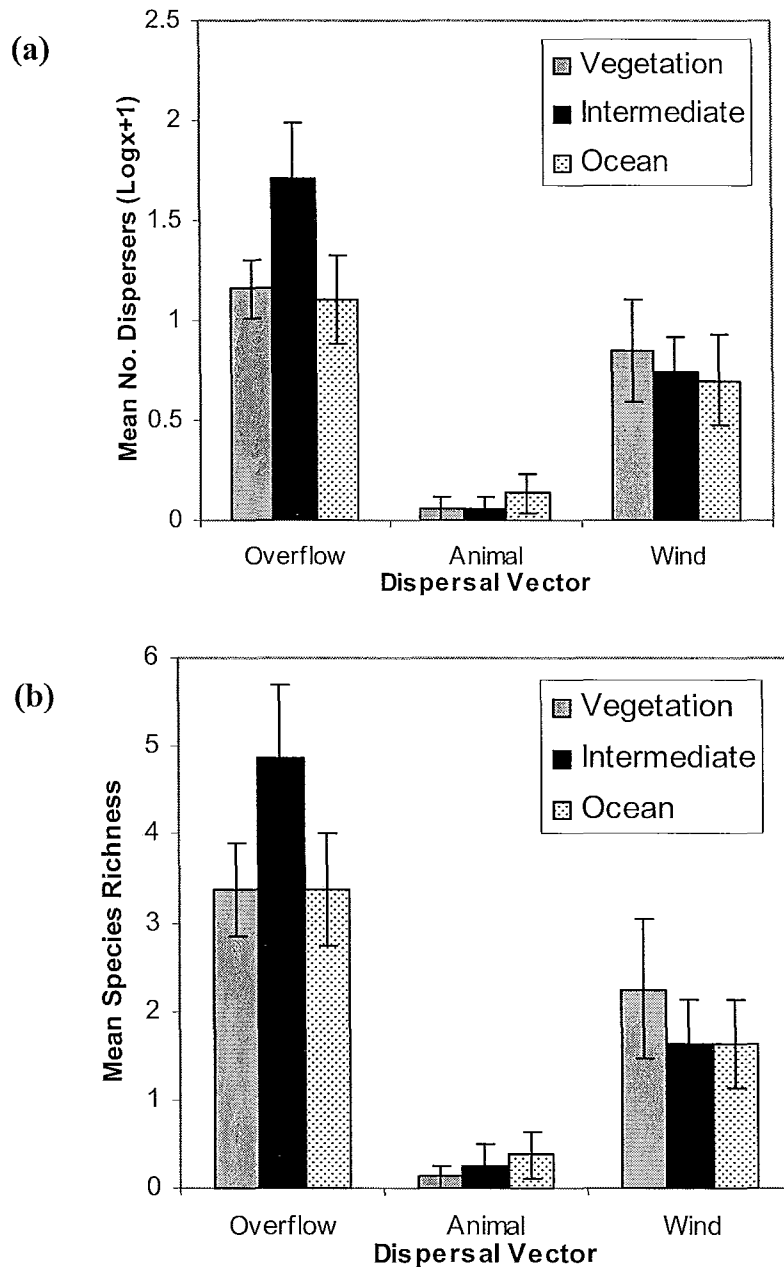 (a)
Mean No. Dispersers (Logx+1)
2.5
2
1.5
1
0.5
0
Vegetation
Intermediate
Ocean
Overflow Animal Wind
Dispersal Vector
(b)
Mean Species Richness
6
5
4
3
2
1
0
Vegetation
Intermediate
Ocean
Overflow Animal Wind
Dispersal Vector